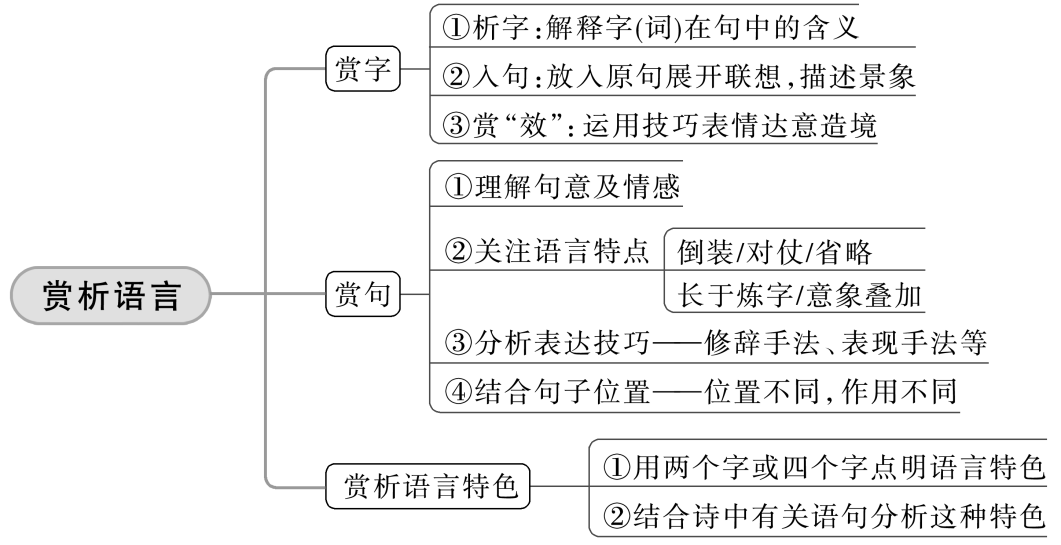 赏析语言
赏字
①析字:解释字(词)在句中的含义
②入句:放入原句展开联想,描述景象
③赏“效”:运用技巧表情达意造境
赏句
①理解句意及情感
②关注语言特点
倒装/对仗/省略
长于炼字/意象叠加
③分析表达技巧——修辞手法、表现手法等
④结合句子位置——位置不同,作用不同
赏析语言特色
①用两个字或四个字点明语言特色
②结合诗中有关语句分析这种特色